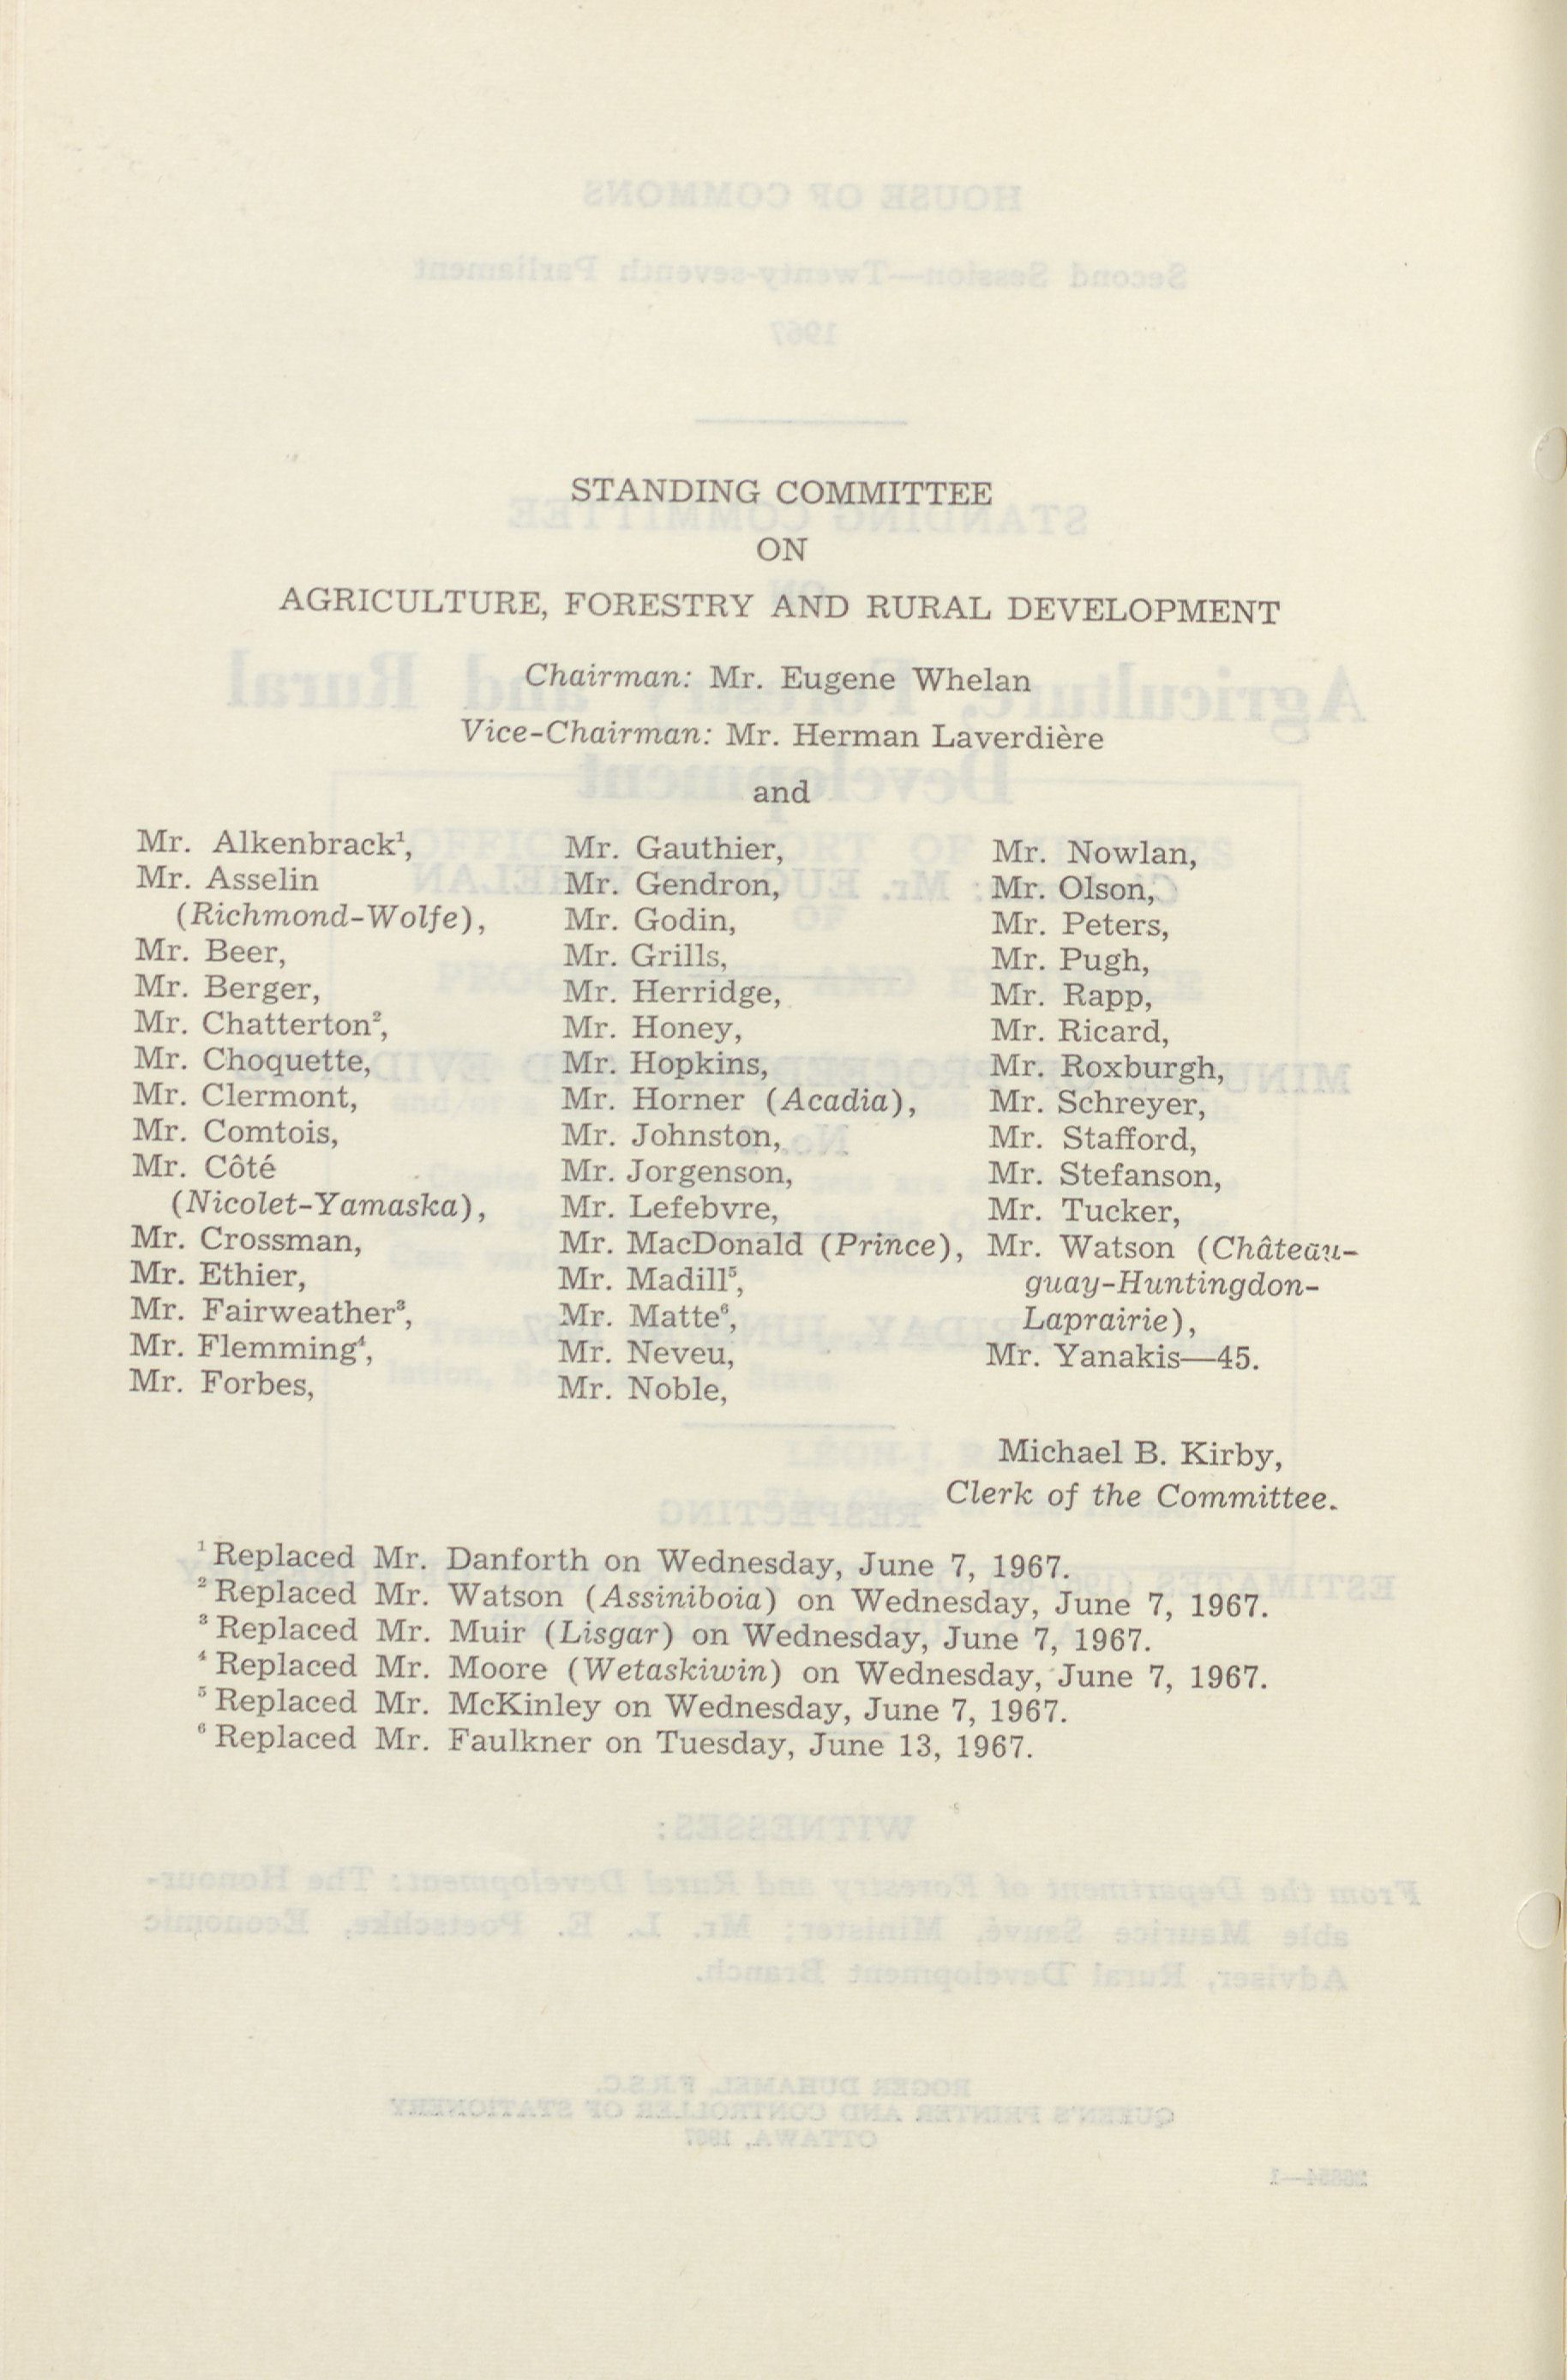 STANDING COMMITTEE
ON
AGRICULTURE, FORESTRY AND RURAL DEVELOPMENT
Chairman: Mr. Eugene Whelan
Vice-Chairman: Mr. Herman Laverdière
and
Mr. Alkenbrack¹,
Mr. Asselin
(Richmond-Wolfe),
Mr. Beer,
Mr. Berger,
Mr. Chatterton²,
Mr. Choquette,
Mr. Clermont,
Mr. Comtois,
Mr. Côté
(Nicolet-Yamaska),
Mr. Crossman,
Mr. Ethier,
Mr. Fairweather³,
Mr. Flemming⁴,
Mr. Forbes,
Mr. Gauthier,
Mr. Gendron,
Mr. Godin,
Mr. Grills,
Mr. Herridge,
Mr. Honey,
Mr. Hopkins,
Mr. Horner (Acadia),
Mr. Johnston,
Mr. Jorgenson,
Mr. Lefebvre,
Mr. MacDonald (Prince),
Mr. Madill⁵,
Mr. Matte⁶,
Mr. Neveu,
Mr. Noble,
Mr. Nowlan,
Mr. Olson,
Mr. Peters,
Mr. Pugh,
Mr. Rapp,
Mr. Ricard,
Mr. Roxburgh,
Mr. Schreyer,
Mr. Stafford,
Mr. Stefanson,
Mr. Tucker,
Mr. Watson (Château-
guay-Huntingdon-
Laprairie),
Mr. Yanakis—45.
Michael B. Kirby,
Clerk of the Committee.
¹ Replaced Mr. Danforth on Wednesday, June 7, 1967.
² Replaced Mr. Watson (Assiniboia) on Wednesday, June 7, 1967.
³ Replaced Mr. Muir (Lisgar) on Wednesday, June 7, 1967.
⁴ Replaced Mr. Moore (Wetaskiwin) on Wednesday, June 7, 1967.
⁵ Replaced Mr. McKinley on Wednesday, June 7, 1967.
⁶ Replaced Mr. Faulkner on Tuesday, June 13, 1967.